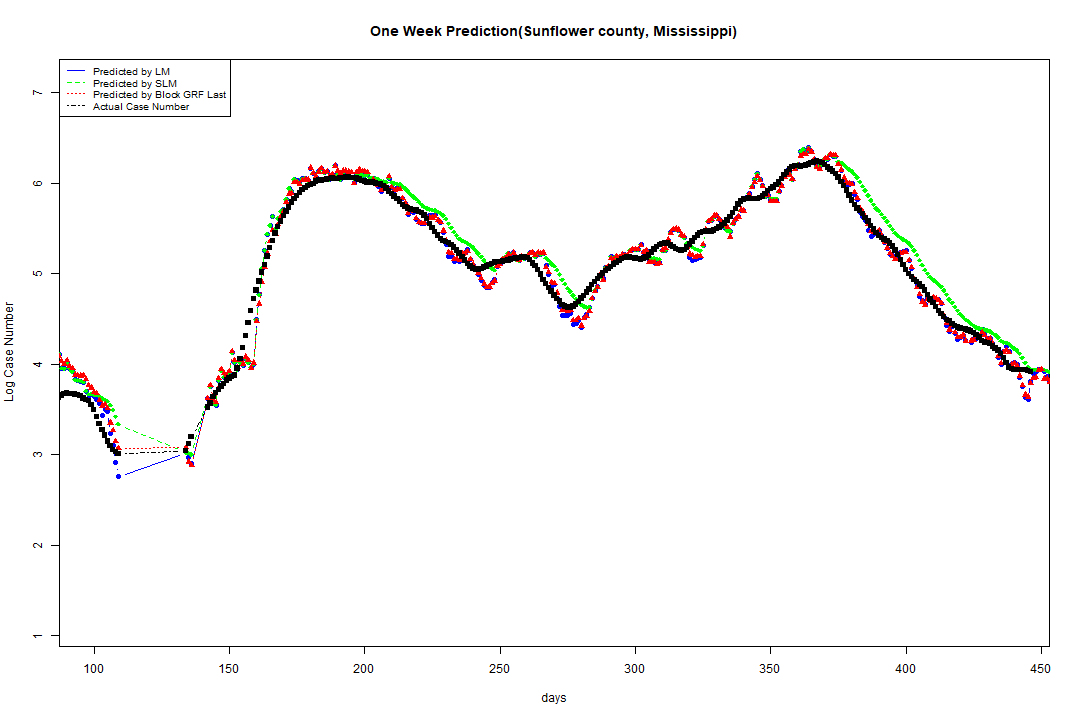 One Week Prediction(Sunflower county, Mississippi)
Predicted by LM
Predicted by SLM
Predicted by Block GRF Last
Actual Case Number
Log Case Number
7
6
5
4
3
2
1
100 150 200 250 300 350 400 450
days